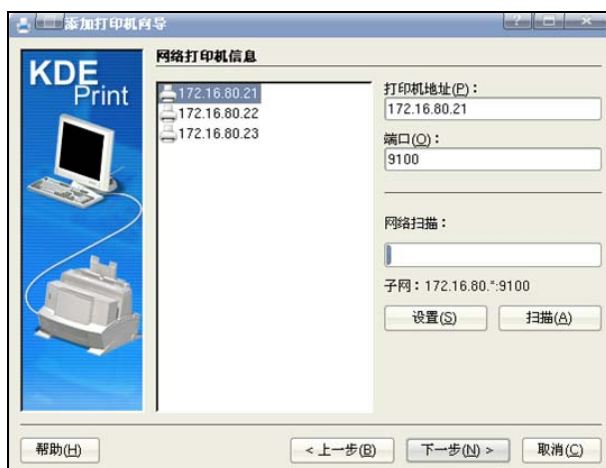 添加打印机向导
KDE
Print
网络打印机信息
172.16.80.21
172.16.80.22
172.16.80.23
打印机地址(P):
172.16.80.21
端口(O):
9100
网络扫描:
子网:172.16.80.*:9100
设置(S) 扫描(A)
帮助(H) < 上一步(B) 下一步(N) > 取消(C)